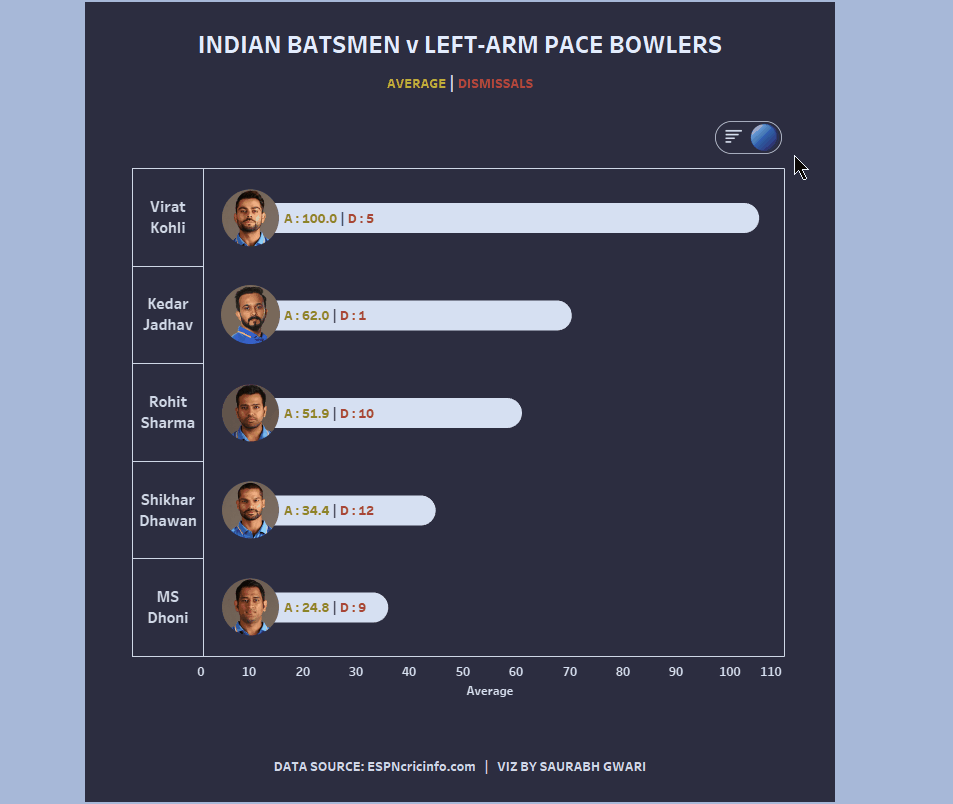 INDIAN BATSMEN v LEFT-ARM PACE BOWLERS
AVERAGE | DISMISSALS
Virat
Kohli
A : 100.0 | D : 5
Kedar
Jadhav
A : 62.0 | D : 1
Rohit
Sharma
A : 51.9 | D : 10
Shikhar
Dhawan
A : 34.4 | D : 12
MS
Dhoni
A : 24.8 | D : 9
0 10 20 30 40 50 60 70 80 90 100 110
Average
DATA SOURCE: ESPNcricinfo.com | VIZ BY SAURABH GWARI